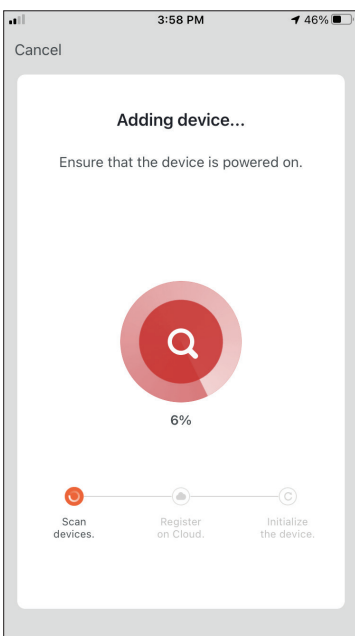 3:58 PM 46%
Cancel
Adding device...
Ensure that the device is powered on.
6%
Scan Register Initialize
devices. on Cloud. the device.